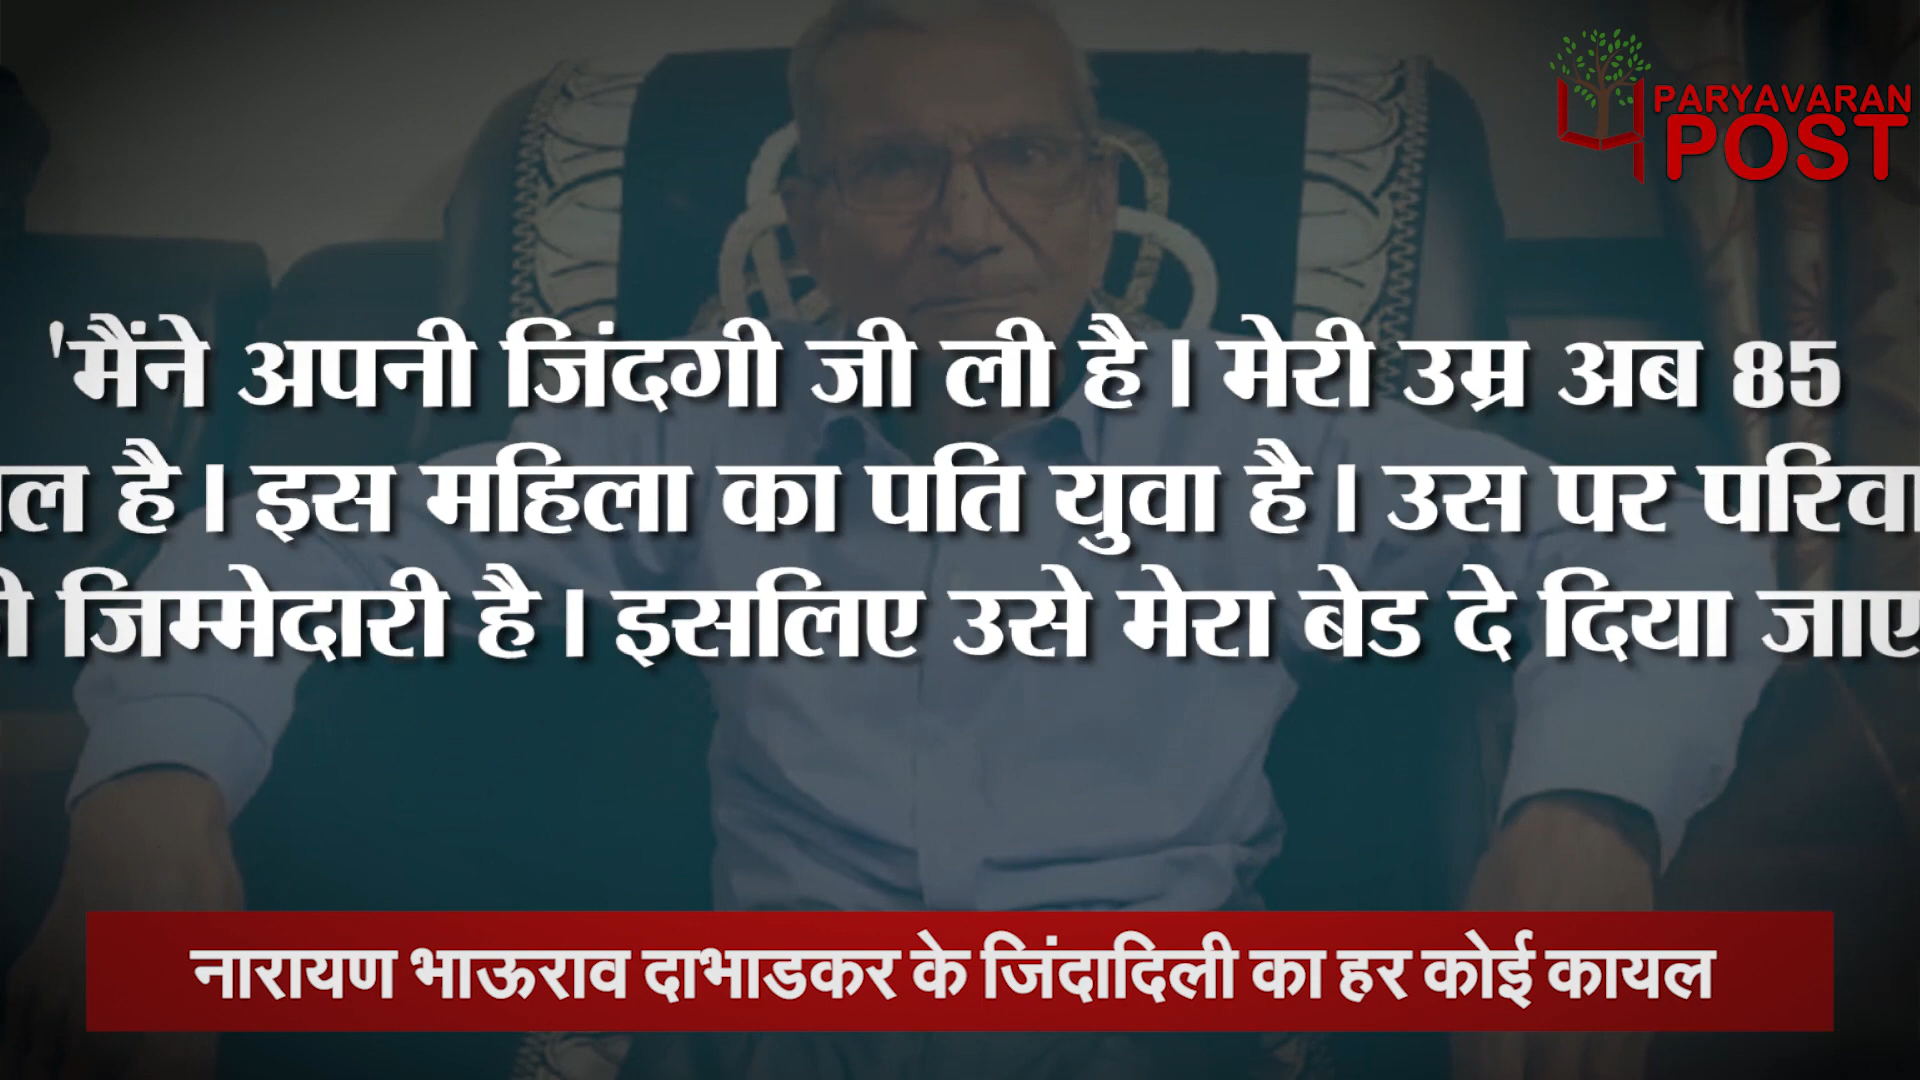 PARYAVARAN
POST
'मैंने अपनी जिंदगी जी ली है। मेरी उम्र अब 85
है। इस महिला का पति युवा है। उस पर
जिम्मेदारी है। इसलिए उसे मेरा बेड दे दिया जाए
नारायण भाऊराव दाभाडकर के जिंदादिली का हर कोई कायल